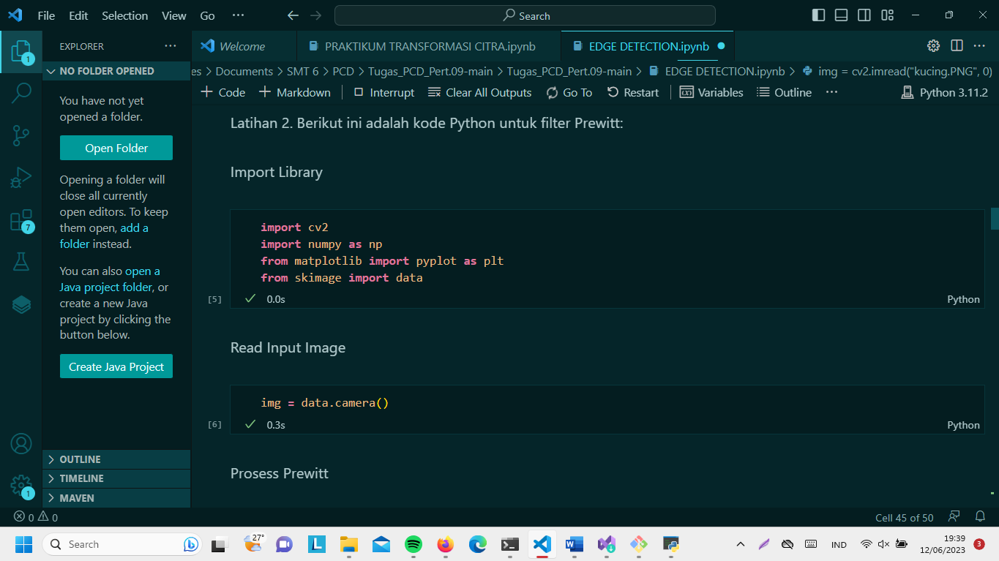 File Edit Selection View Go ··· Search
EXPLORER ···
NO FOLDER OPENED
You have not yet
opened a folder.
Open Folder
Opening a folder will
close all currently
open editors. To keep
them open, add a
folder instead.
You can also open a
Java project folder, or
create a new Java
project by clicking the
button below.
Create Java Project
OUTLINE
TIMELINE
MAVEN
1
7
1
Welcome PRAKTIKUM TRANSFORMASI CITRA.ipynb EDGE DETECTION.ipynb ● ···
es > Documents > SMT 6 > PCD > Tugas_PCD_Pert.09-main > Tugas_PCD_Pert.09-main > EDGE DETECTION.ipynb > img = cv2.imread("kucing.PNG", 0)
+ Code + Markdown Interrupt Clear All Outputs Go To Restart Variables Outline ··· Python 3.11.2
Latihan 2. Berikut ini adalah kode Python untuk filter Prewitt:
Import Library
import cv2
import numpy as np
from matplotlib import pyplot as plt
from skimage import data
[5] ✓ 0.0s Python
Read Input Image
img = data.camera()
[6] ✓ 0.3s Python
Prosess Prewitt
0 0 Cell 45 of 50
Search 27° L IND 19:39
12/06/2023 3